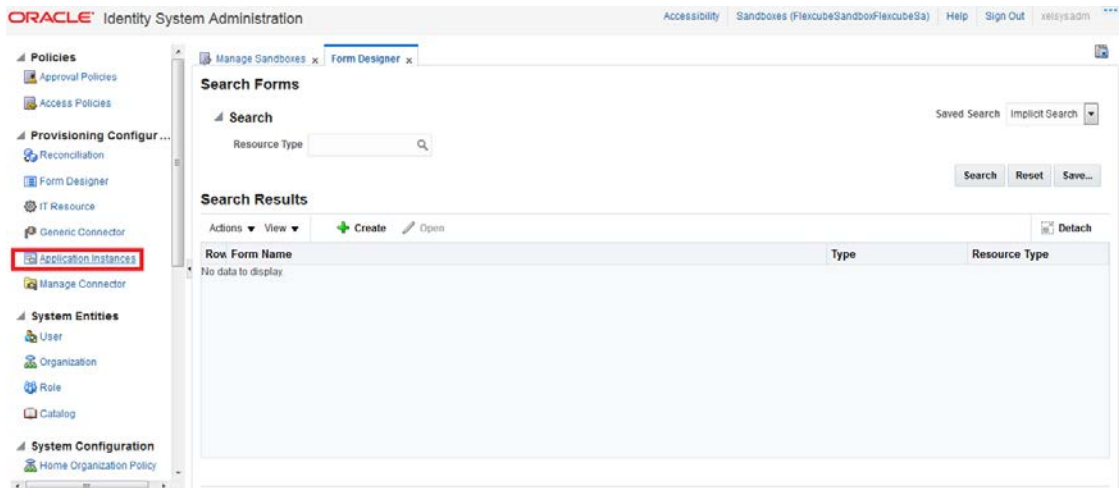 ORACLE' Identity System Administration
Accessibility Sandboxes (FlexcubeSandboxFlexcubeSa) Help Sign Out xelsysadm
Policies
Approval Policies
Access Policies
Provisioning Configur ...
Reconciliation
Form Designer
IT Resource
Generic Connector
Application Instances
Manage Connector
System Entities
User
Organization
Role
Catalog
System Configuration
Home Organization Policy
Manage Sandboxes x Form Designer x
Search Forms
Search
Saved Search Implicit Search
Resource Type
Search Reset Save...
Search Results
Actions View Create Open Detach
Row Form Name Type Resource Type
No data to display.